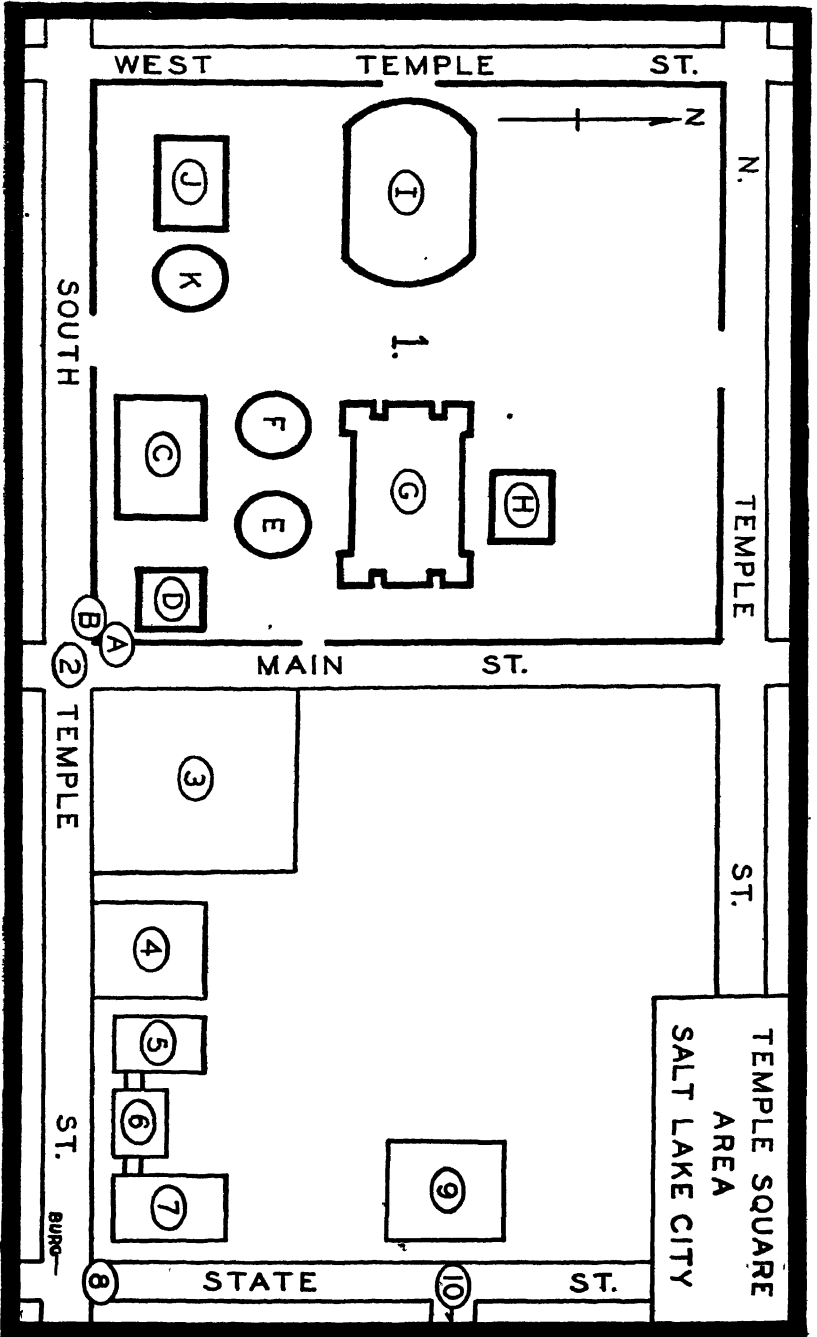 TEMPLE SQUARE
AREA
SALT LAKE CITY
N. TEMPLE ST.
N
WEST TEMPLE ST.
I
J
K
1.
F
E
G
H
C
D
B
A
2
MAIN ST.
SOUTH TEMPLE ST.
3
4
5
6
7
9
8
STATE ST.
10
BURG